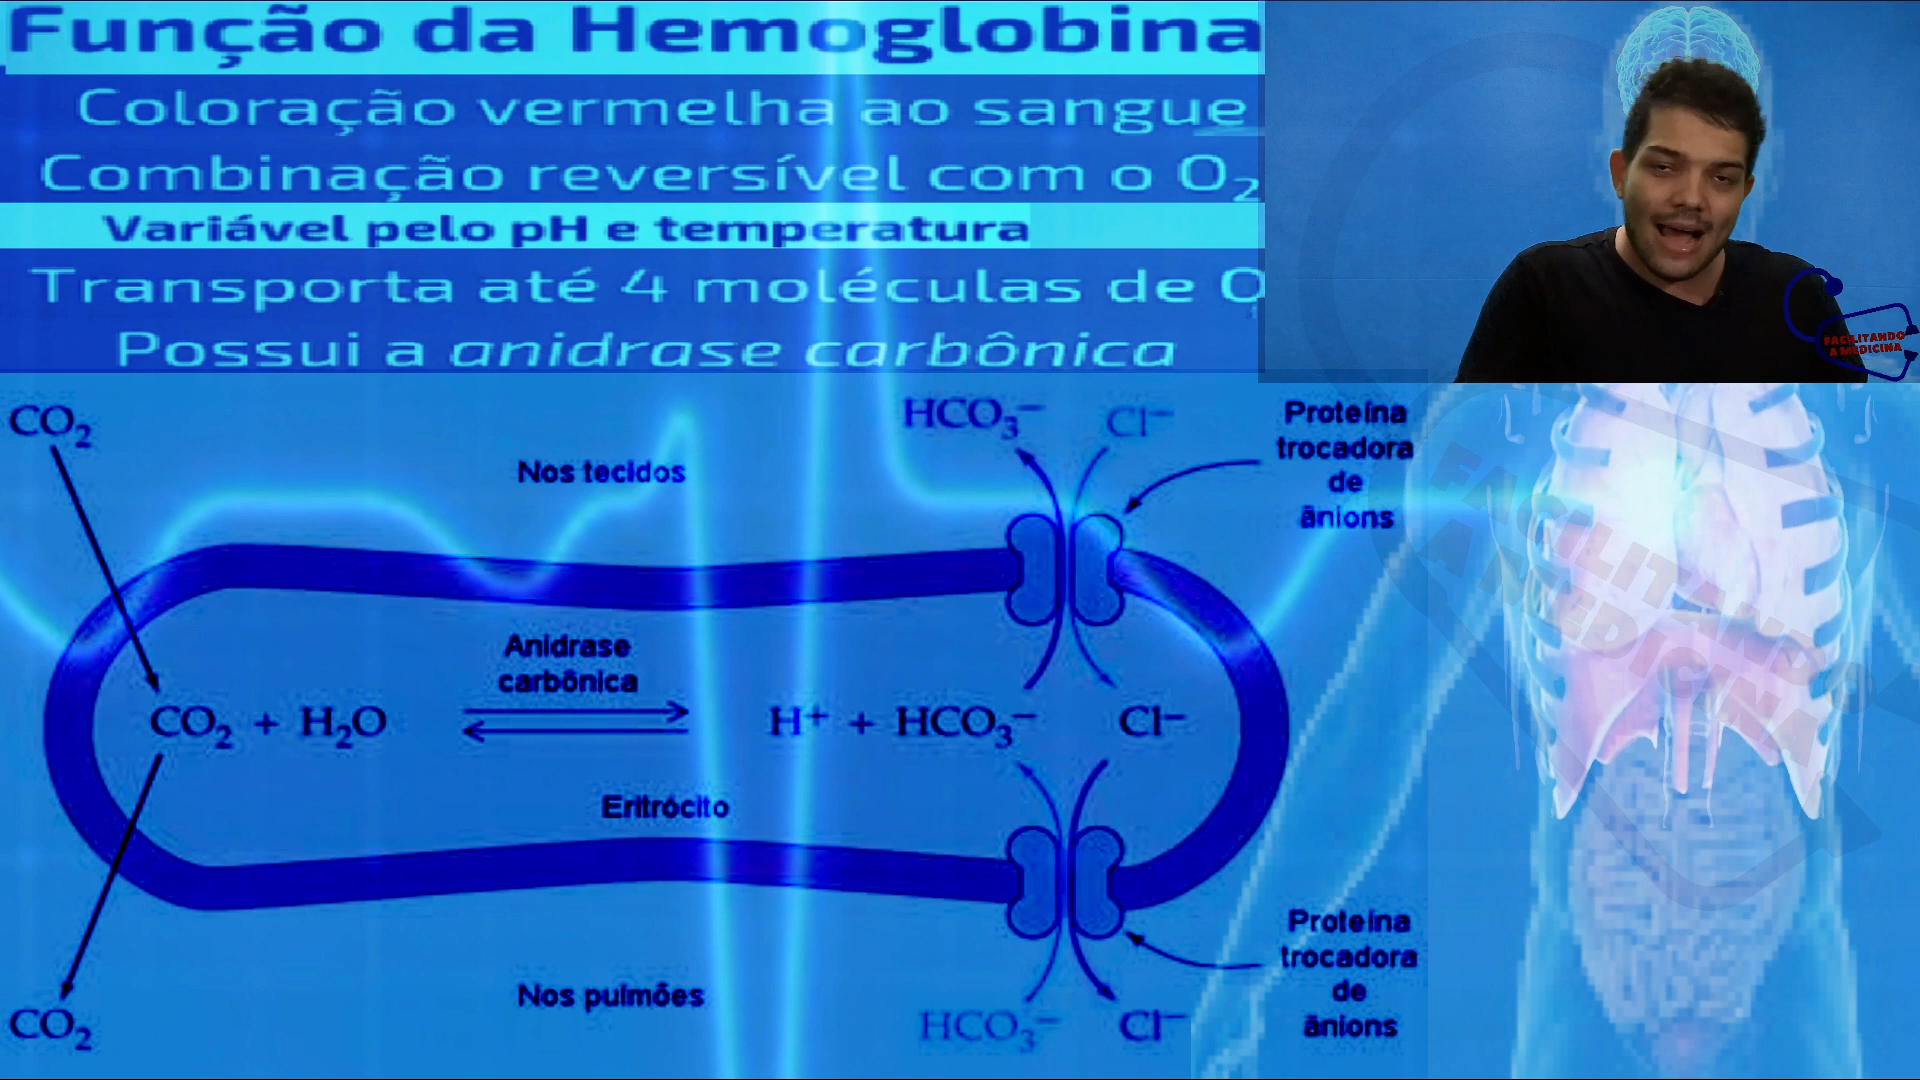 Função da Hemoglobina
Coloração vermelha ao sangue
Combinação reversível com o O₂
Variável pelo pH e temperatura
Transporta até 4 moléculas de O
Possui a anidrase carbônica
FACILITANDO
A MEDICINA
CO₂
HCO₃⁻ Cl⁻
Proteína
trocadora
de
ânions
Nos tecidos
FACILITANDO
A MEDICINA
Anidrase
carbônica
CO₂ + H₂O
H⁺ + HCO₃⁻ Cl⁻
Eritrócito
Proteína
trocadora
de
ânions
Nos pulmões
CO₂
HCO₃⁻ Cl⁻